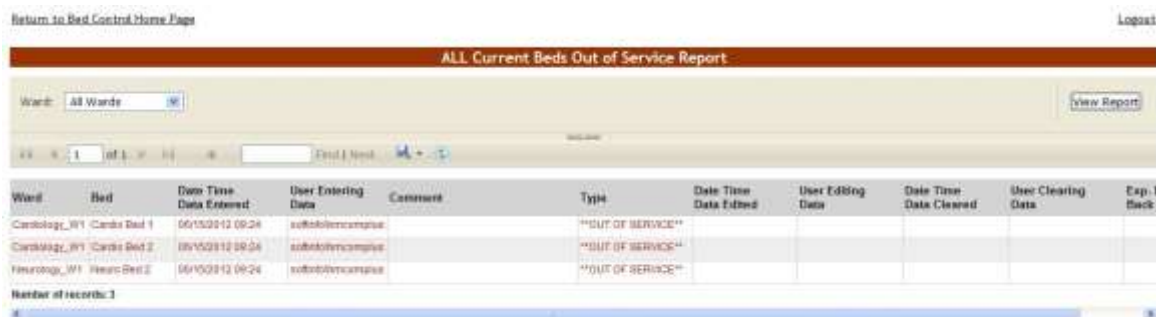 Return to Bed Control Home Page Logout
ALL Current Beds Out of Service Report
Ward: All Wards View Report
1 of 1 Find | Next
Ward Bed Date Time Data Entered User Entering Data Comment Type Date Time Data Edited User Editing Data Date Time Data Cleared User Clearing Data Exp. Back
Cardiology_W1 Cardio Bed 1 06/15/2012 09:24 **OUT OF SERVICE**
Cardiology_W1 Cardio Bed 2 06/15/2012 09:24 **OUT OF SERVICE**
Neurology_W1 Neuro Bed 2 06/15/2012 09:24 **OUT OF SERVICE**
Number of records: 3